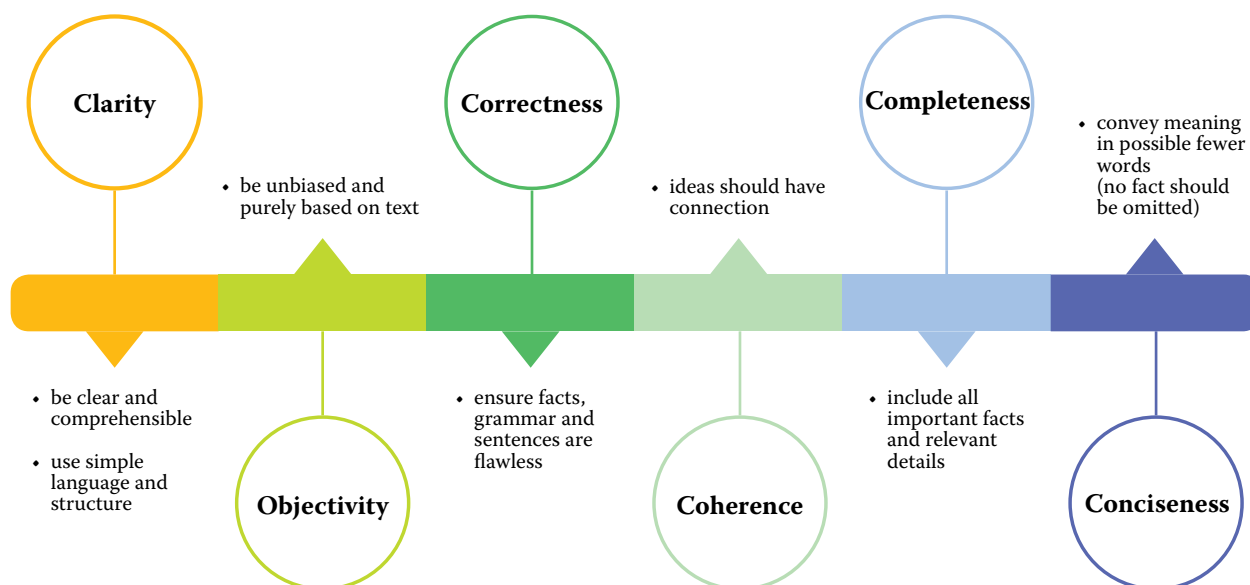 Clarity
• be clear and
comprehensible
• use simple
language and
structure
• be unbiased and
purely based on text
Objectivity
Correctness
• ensure facts,
grammar and
sentences are
flawless
• ideas should have
connection
Coherence
Completeness
• include all
important facts
and relevant
details
• convey meaning
in possible fewer
words
(no fact should
be omitted)
Conciseness